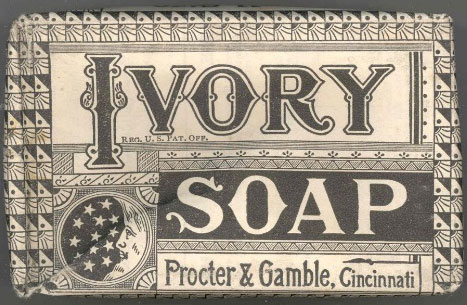 IVORY
REG. U. S. PAT. OFF.
SOAP
Procter & Gamble, Cincinnati